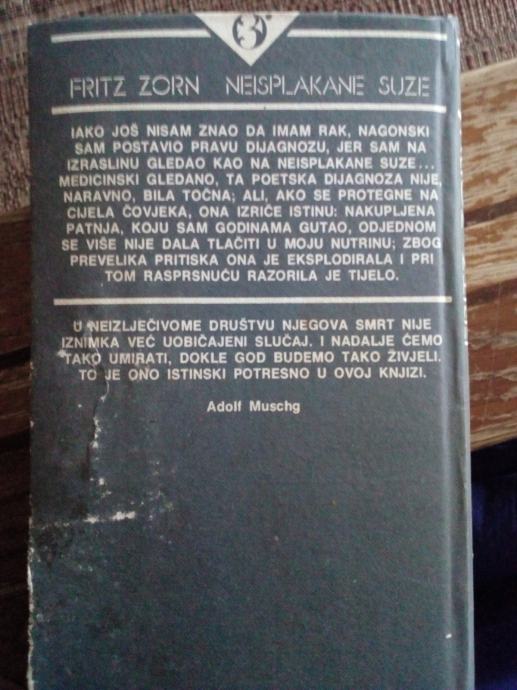 3
FRITZ ZORN NEISPLAKANE SUZE
IAKO JOŠ NISAM ZNAO DA IMAM RAK, NAGONSKI
SAM POSTAVIO PRAVU DIJAGNOZU, JER SAM NA
IZRASLINU GLEDAO KAO NA NEISPLAKANE SUZE...
MEDICINSKI GLEDANO, TA POETSKA DIJAGNOZA NIJE,
NARAVNO, BILA TOČNA; ALI, AKO SE PROTEGNE NA
CIJELA ČOVJEKA, ONA IZRIČE ISTINU: NAKUPLJENA
PATNJA, KOJU SAM GODINAMA GUTAO, ODJEDNOM
SE VIŠE NIJE DALA TLAČITI U MOJU NUTRINU; ZBOG
PREVELIKA PRITISKA ONA JE EKSPLODIRALA I PRI
TOM RASPRSNUĆU RAZORILA JE TIJELO.
U NEIZLJEČIVOME DRUŠTVU NJEGOVA SMRT NIJE
IZNIMKA VEĆ UOBIČAJENI SLUČAJ. I NADALJE ĆEMO
TAKO UMIRATI, DOKLE GOD BUDEMO TAKO ŽIVJELI.
TO JE ONO ISTINSKI POTRESNO U OVOJ KNJIZI.
Adolf Muschg